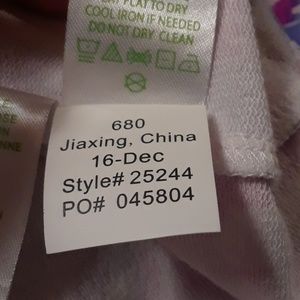 LAY FLAT TO DRY
COOL IRON IF NEEDED
DO NOT DRY CLEAN
680
Jiaxing, China
16-Dec
Style# 25244
PO# 045804